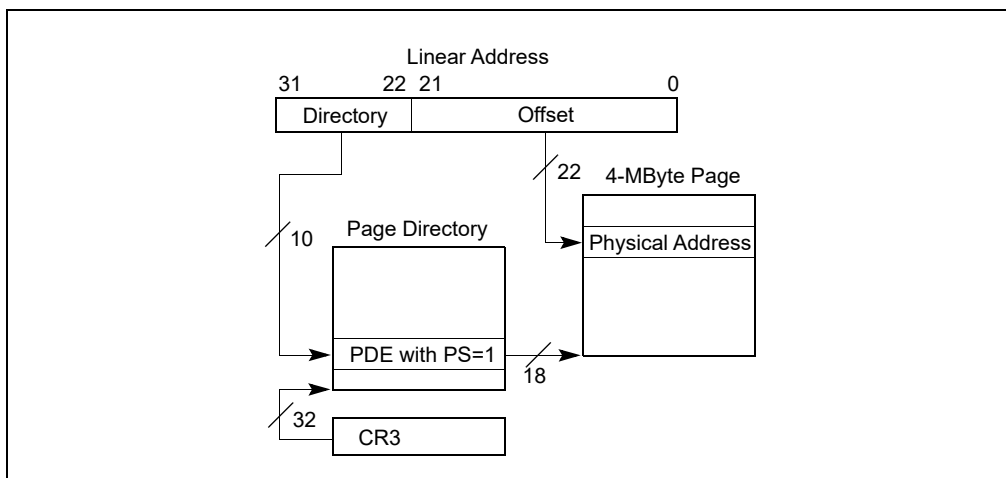 Linear Address
31 22 21 0
Directory Offset
22
4-MByte Page
10
Page Directory
Physical Address
PDE with PS=1
18
32
CR3